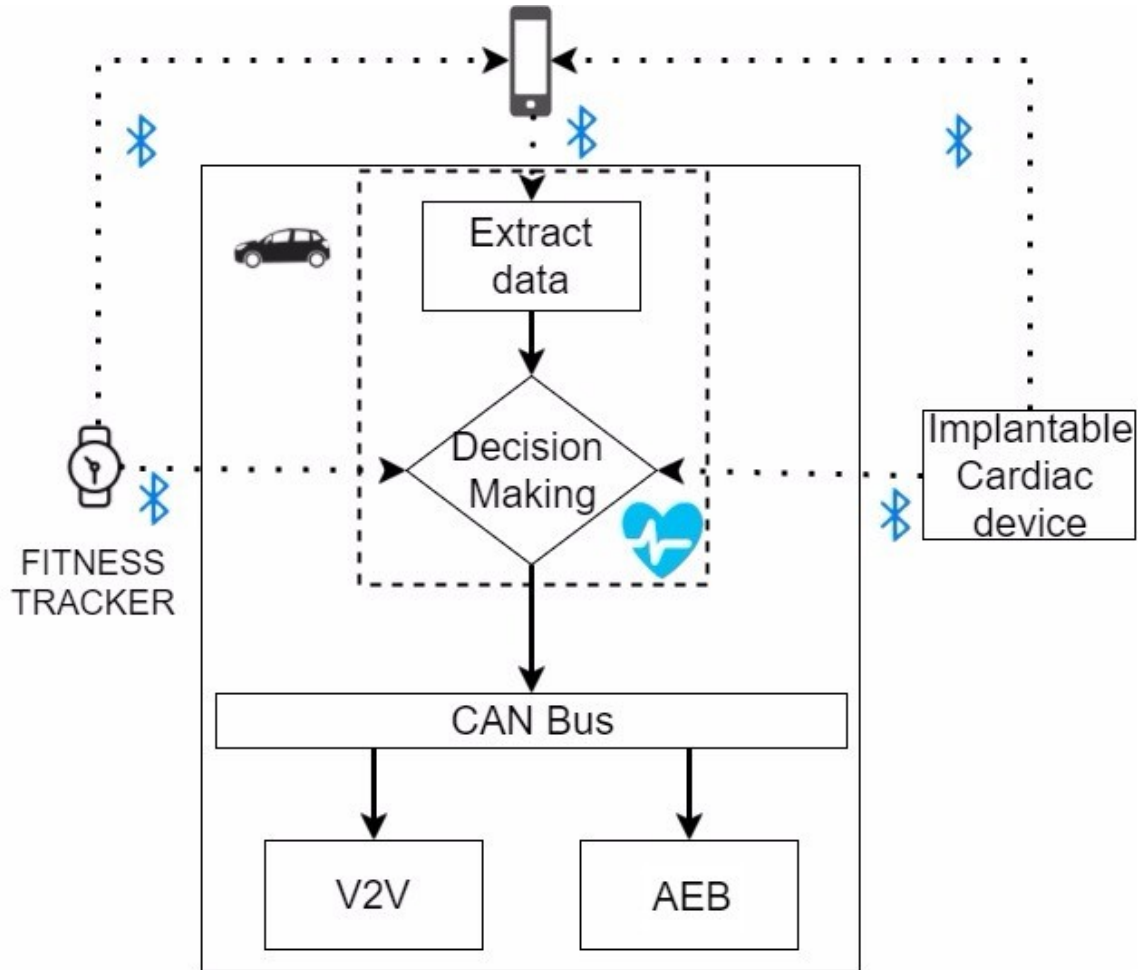 Extract
data
Decision
Making
Implantable
Cardiac
device
FITNESS
TRACKER
CAN Bus
V2V
AEB